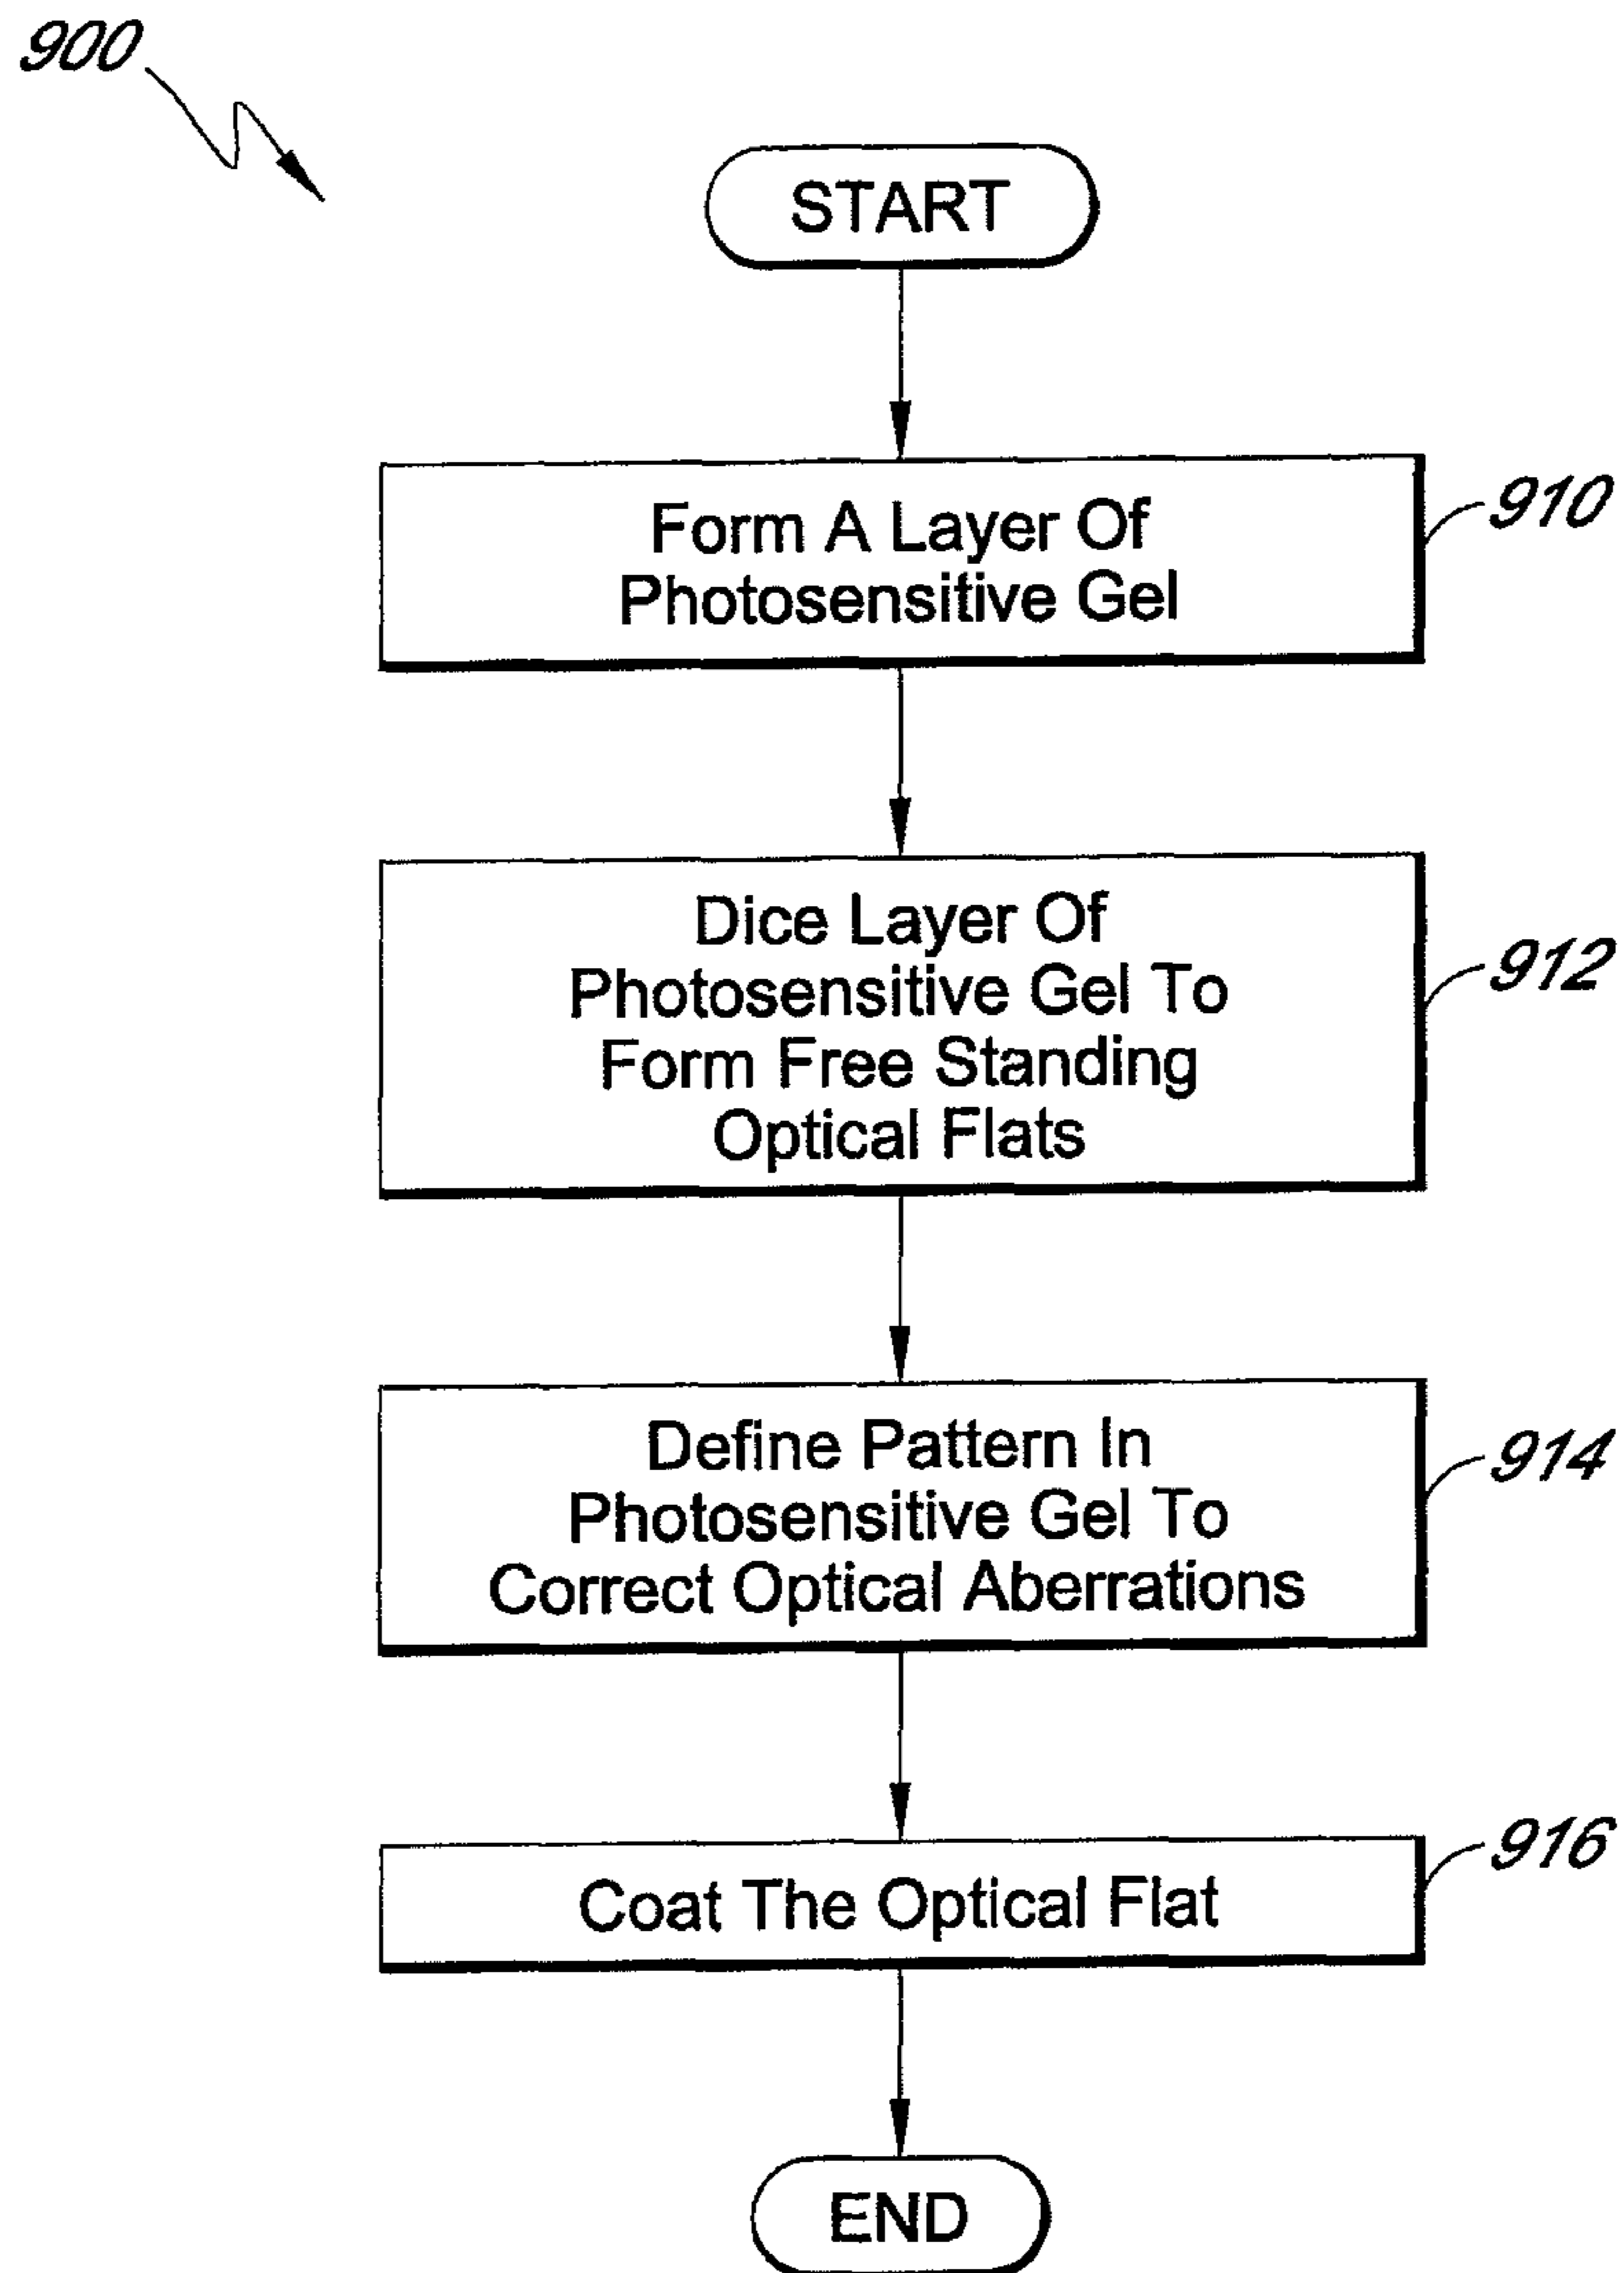 900
START
Form A Layer Of
Photosensitive Gel
910
Dice Layer Of
Photosensitive Gel To
Form Free Standing
Optical Flats
912
Define Pattern In
Photosensitive Gel To
Correct Optical Aberrations
914
Coat The Optical Flat
916
END